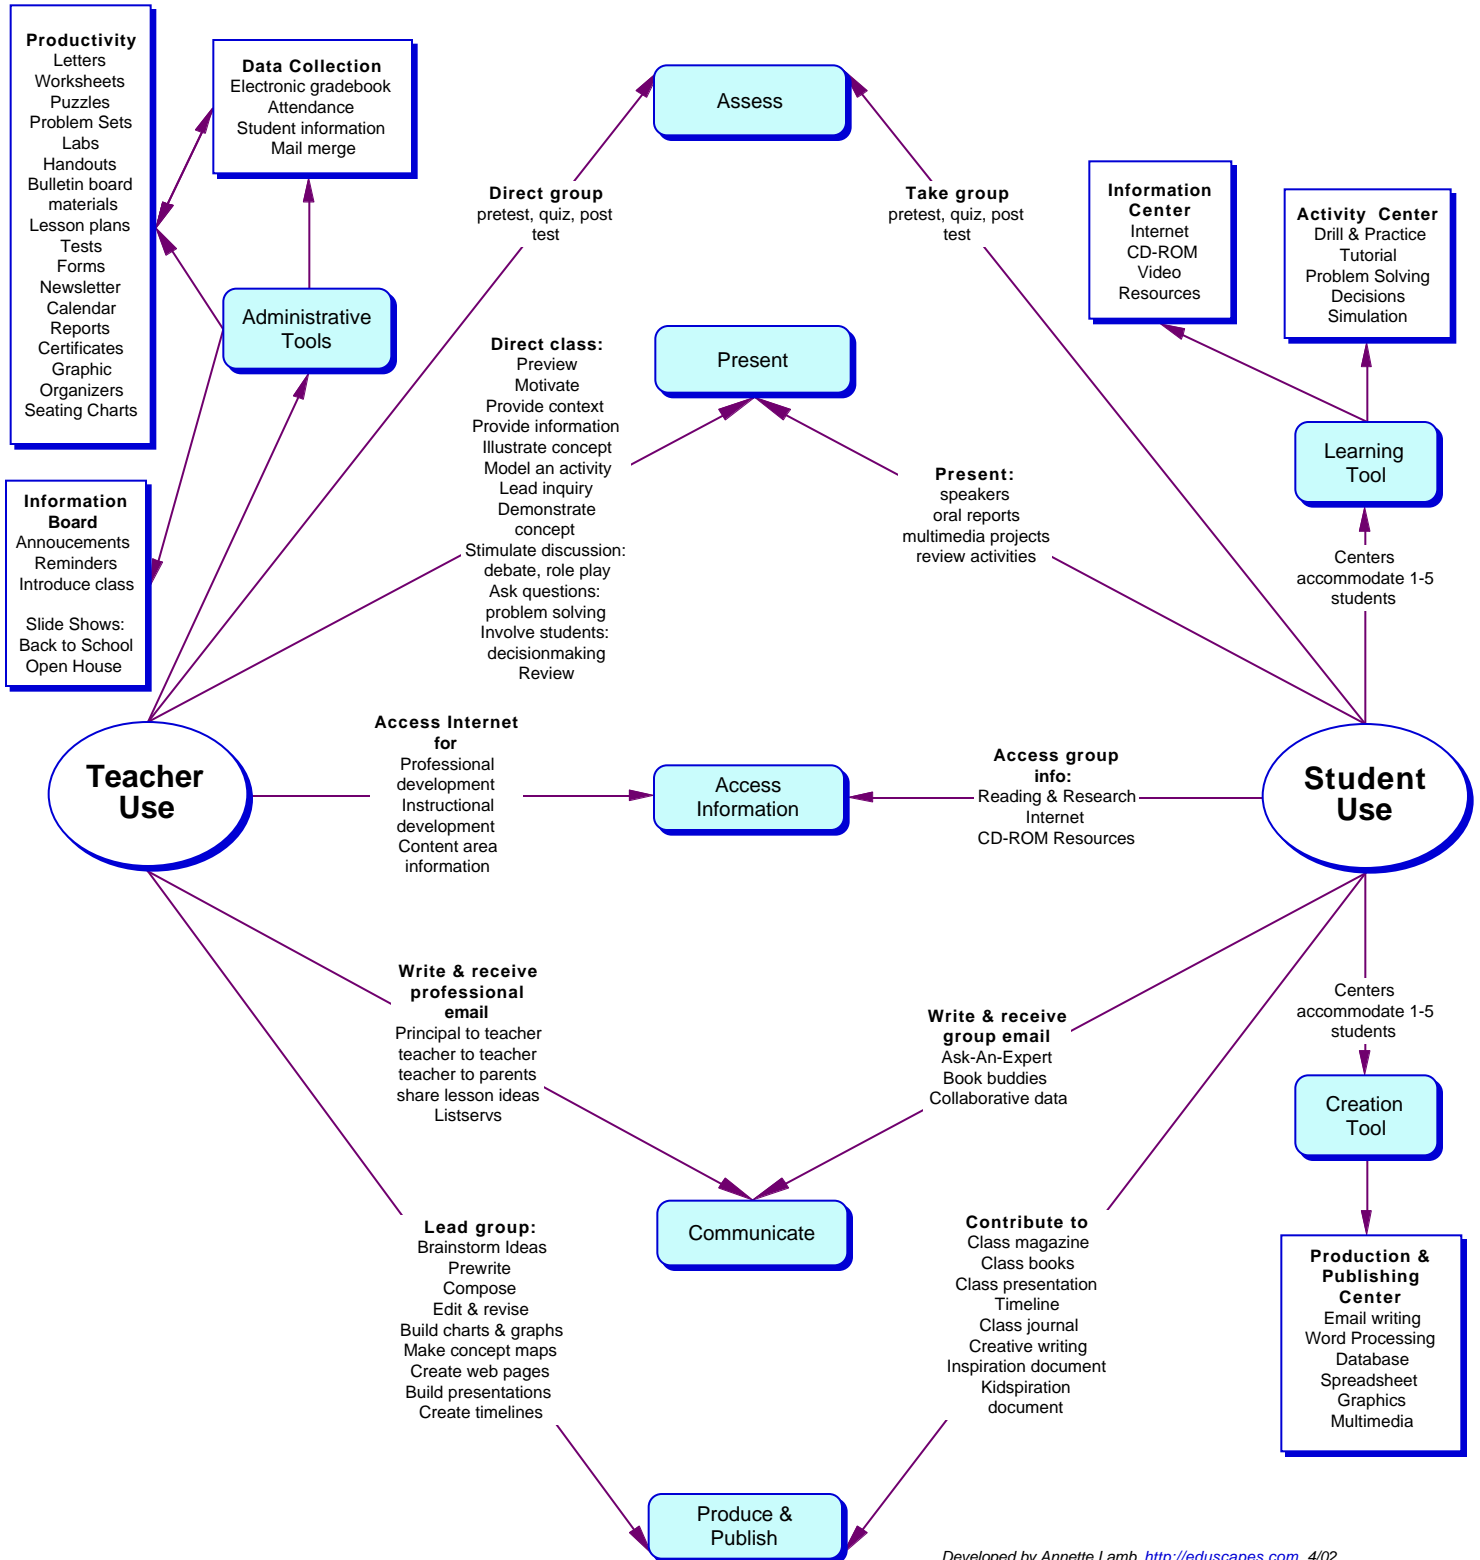 Productivity
Letters
Worksheets
Puzzles
Problem Sets
Labs
Handouts
Bulletin board
materials
Lesson plans
Tests
Forms
Newsletter
Calendar
Reports
Certificates
Graphic
Organizers
Seating Charts
Data Collection
Electronic gradebook
Attendance
Student information
Mail merge
Administrative
Tools
Information
Board
Annoucements
Reminders
Introduce class
Slide Shows:
Back to School
Open House
Assess
Direct group
pretest, quiz, post
test
Take group
pretest, quiz, post
test
Information
Center
Internet
CD-ROM
Video
Resources
Activity Center
Drill & Practice
Tutorial
Problem Solving
Decisions
Simulation
Direct class:
Preview
Motivate
Provide context
Provide information
Illustrate concept
Model an activity
Lead inquiry
Demonstrate
concept
Stimulate discussion:
debate, role play
Ask questions:
problem solving
Involve students:
decisionmaking
Review
Present
Present:
speakers
oral reports
multimedia projects
review activities
Learning
Tool
Centers
accommodate 1-5
students
Teacher
Use
Access Internet
for
Professional
development
Instructional
development
Content area
information
Access
Information
Access group
info:
Reading & Research
Internet
CD-ROM Resources
Student
Use
Write & receive
professional
email
Principal to teacher
teacher to teacher
teacher to parents
share lesson ideas
Listservs
Write & receive
group email
Ask-An-Expert
Book buddies
Collaborative data
Centers
accommodate 1-5
students
Creation
Tool
Communicate
Lead group:
Brainstorm Ideas
Prewrite
Compose
Edit & revise
Build charts & graphs
Make concept maps
Create web pages
Build presentations
Create timelines
Contribute to
Class magazine
Class books
Class presentation
Timeline
Class journal
Creative writing
Inspiration document
Kidspiration
document
Production &
Publishing
Center
Email writing
Word Processing
Database
Spreadsheet
Graphics
Multimedia
Produce &
Publish
Developed by Annette Lamb, http://eduscapes.com, 4/02